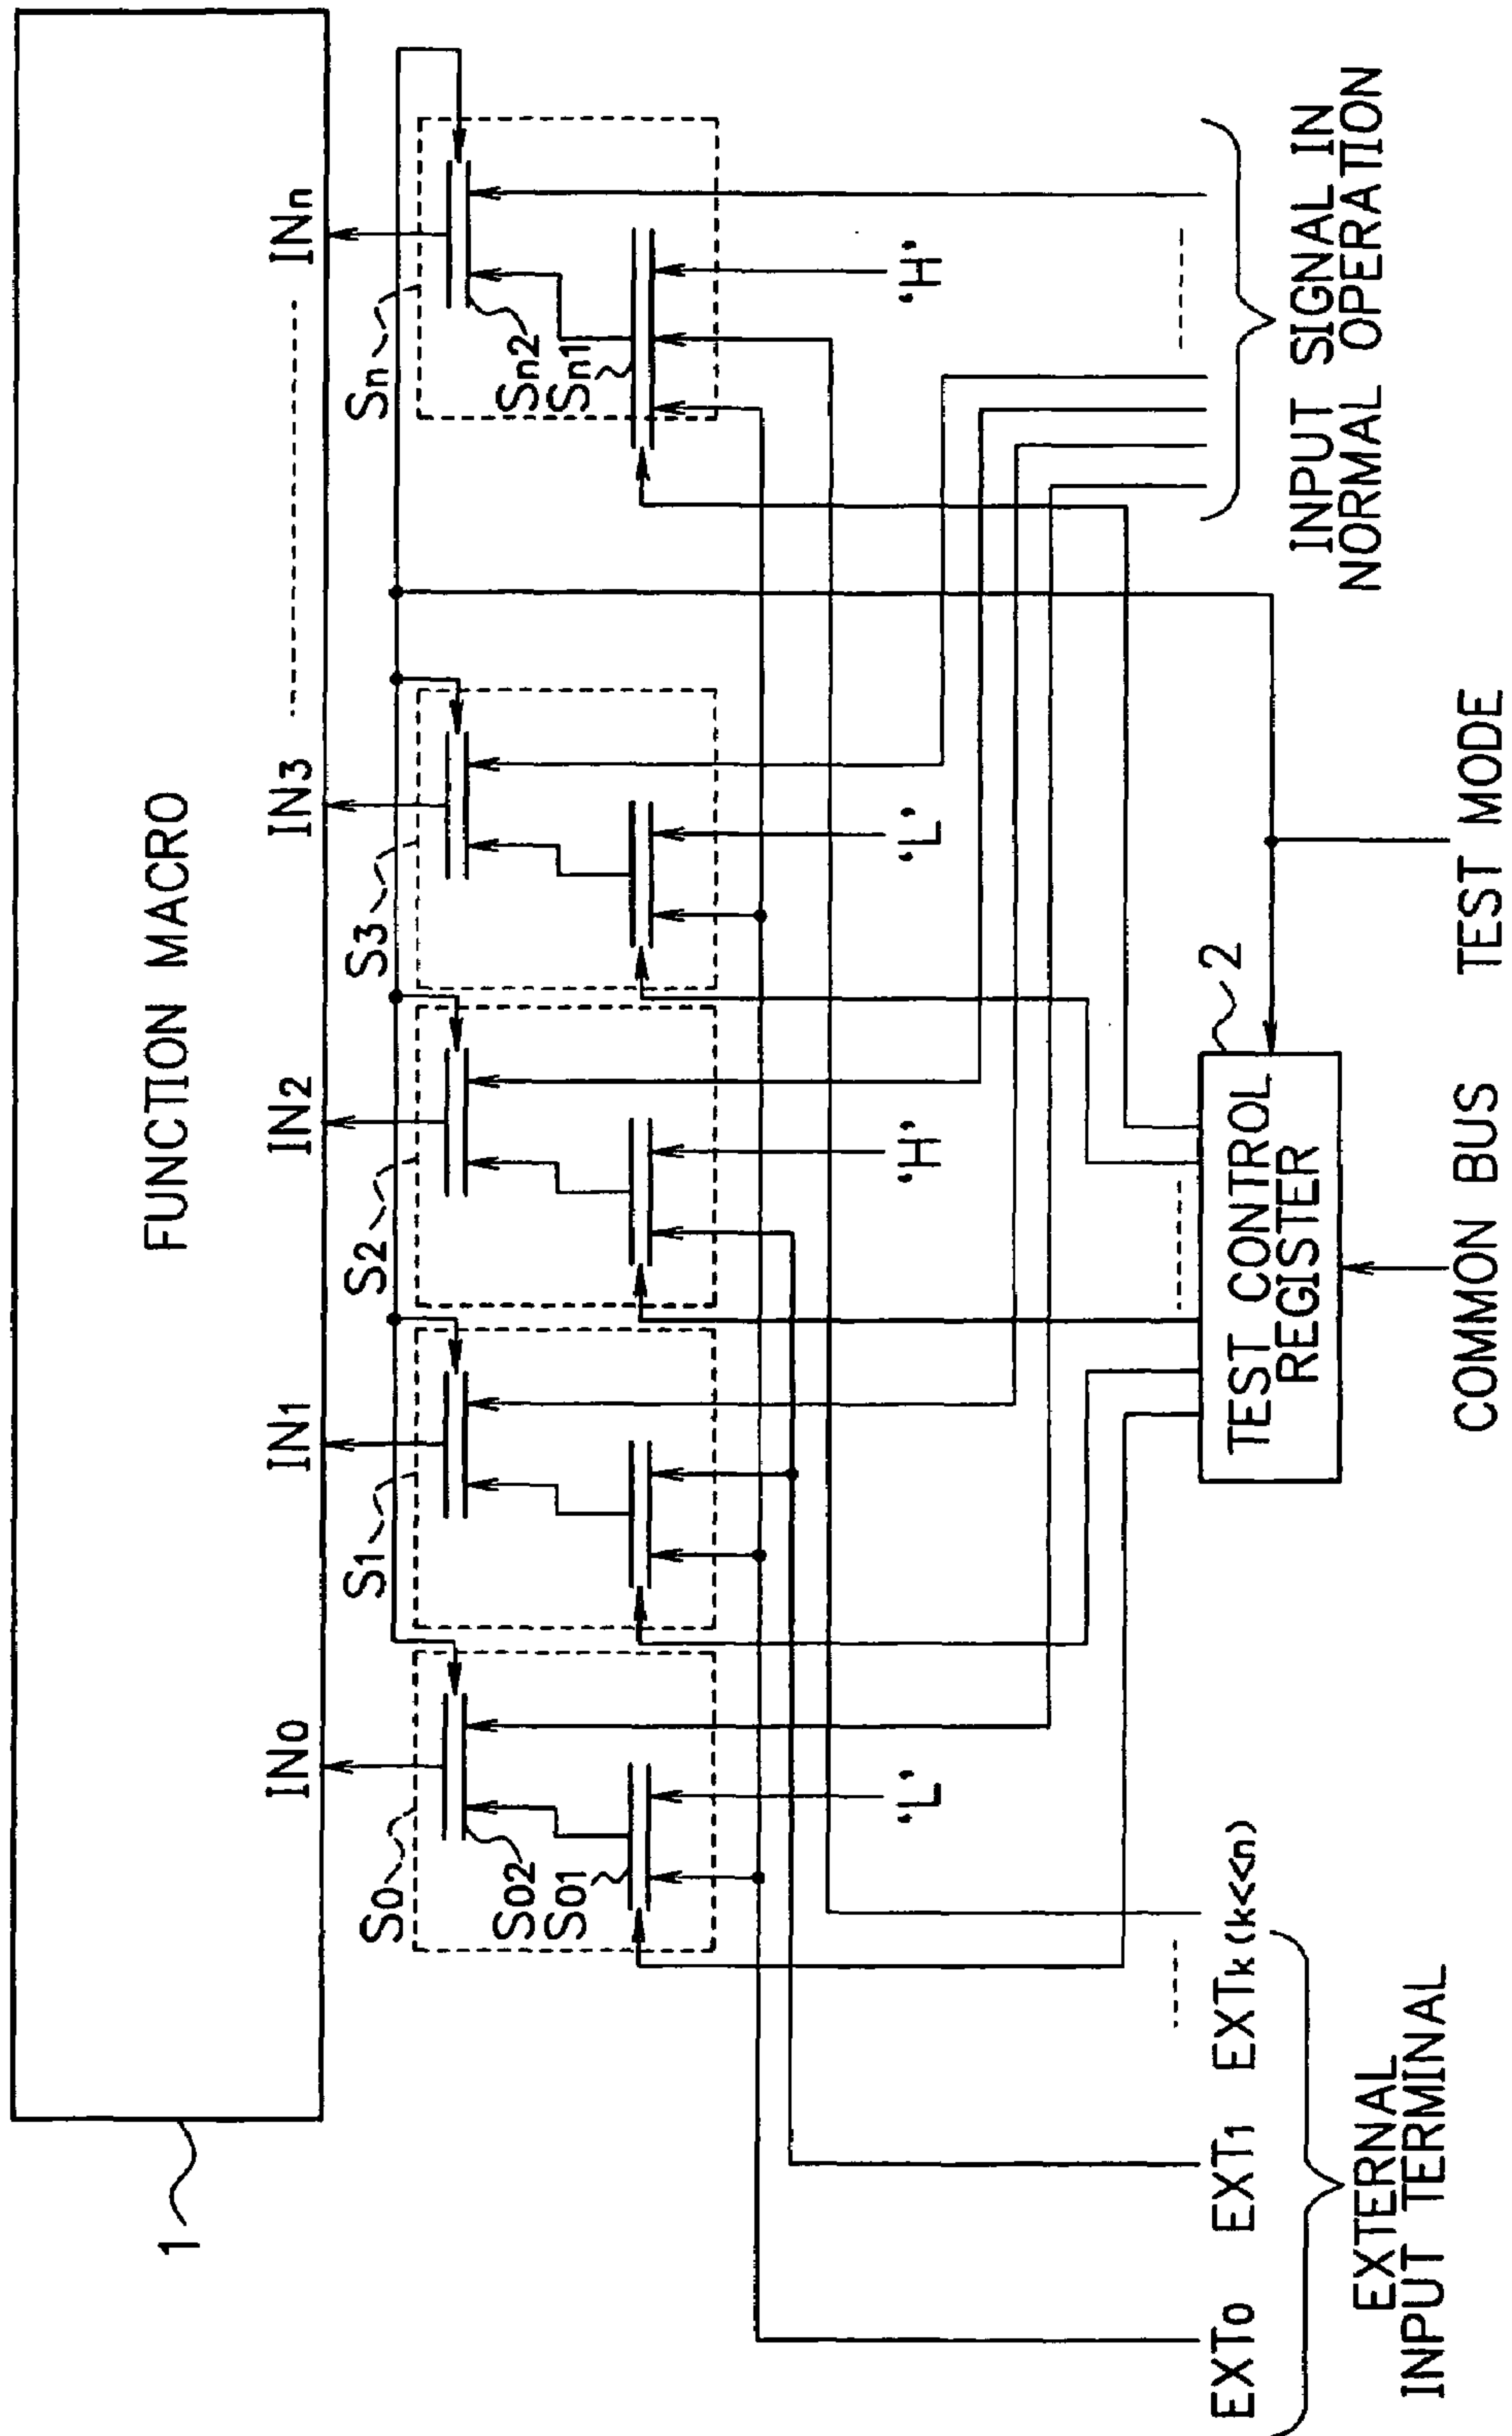 FUNCTION MACRO
1
IN0
IN1
IN2
IN3
INn
S0
S1
S2
S3
Sn
S02
S01
Sn2
Sn1
'L'
'H'
'L'
'H'
EXT0
EXT1
EXTk (k<<n)
EXTERNAL
INPUT TERMINAL
TEST CONTROL
REGISTER
2
COMMON BUS
TEST MODE
INPUT SIGNAL IN
NORMAL OPERATION